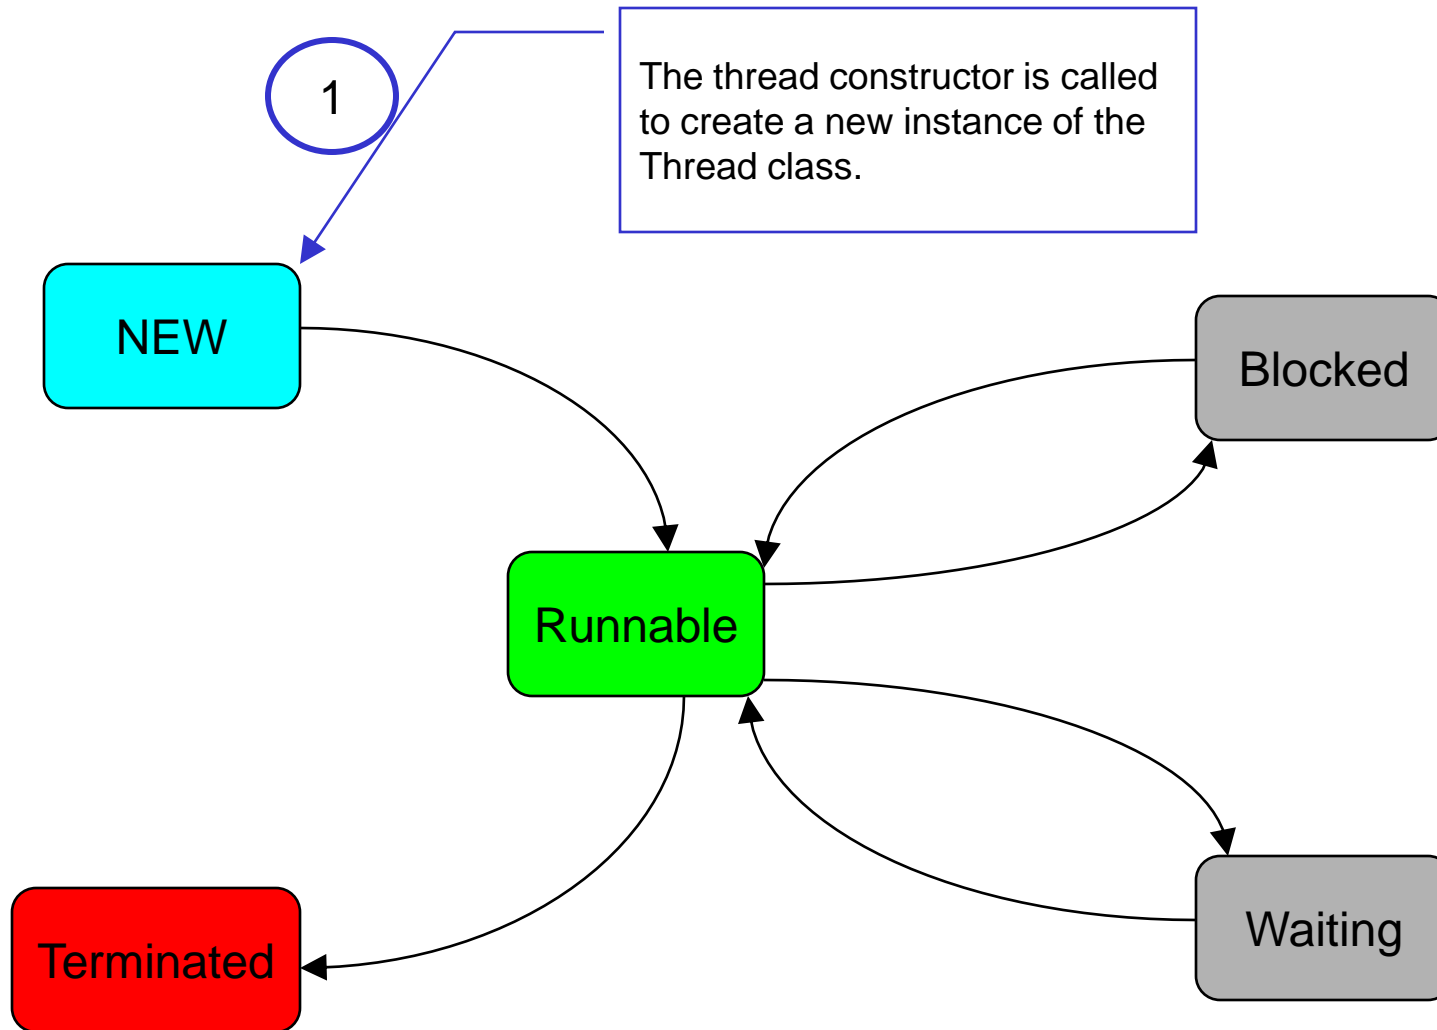 1
The thread constructor is called
to create a new instance of the
Thread class.
NEW
Blocked
Runnable
Terminated
Waiting